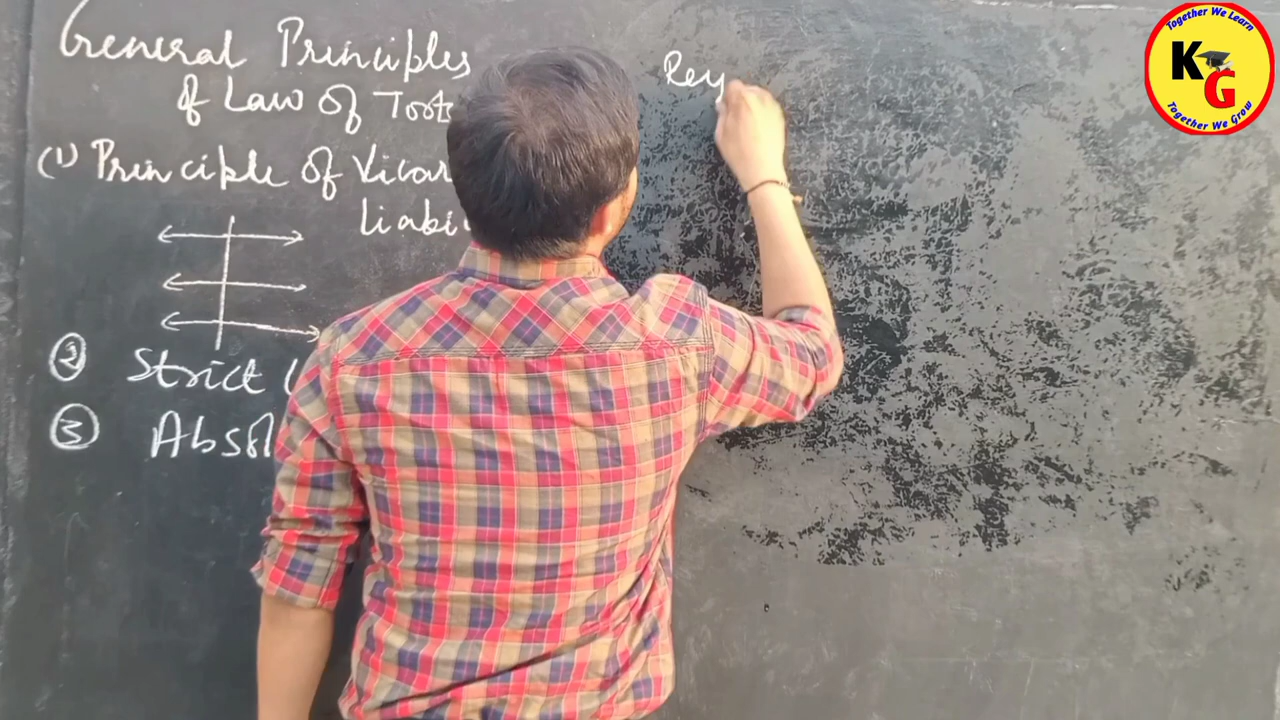 General Principles
of Law of Torts
(1) Principle of Vicar
liabi
② Strict
③ Absol
Rey
Together We Learn
KG
Together We Grow